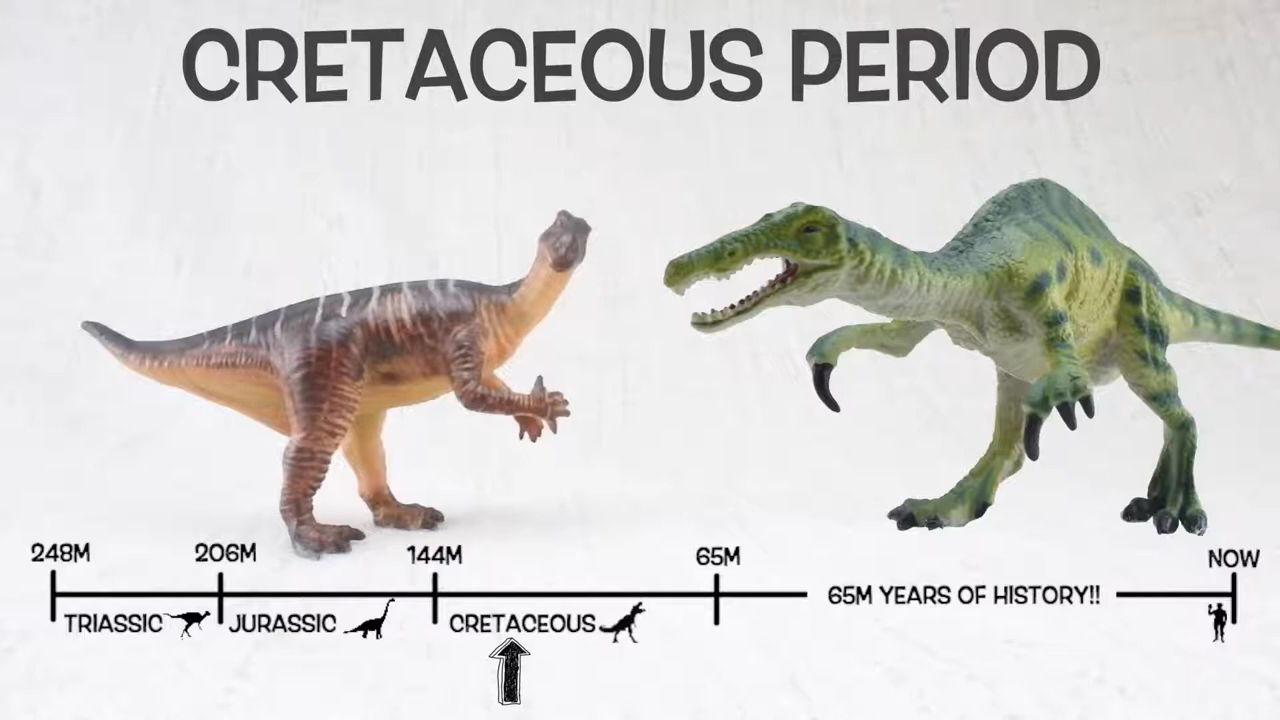 CRETACEOUS PERIOD
248M 206M 144M 65M NOW
65M YEARS OF HISTORY!!
TRIASSIC JURASSIC CRETACEOUS